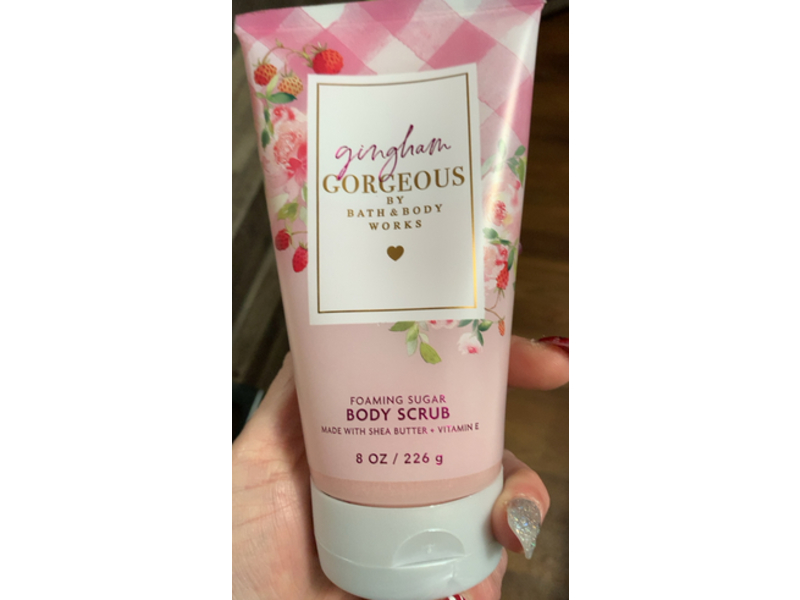 gingham
GORGEOUS
BY
BATH & BODY
WORKS
FOAMING SUGAR
BODY SCRUB
MADE WITH SHEA BUTTER + VITAMIN E
8 OZ / 226 g